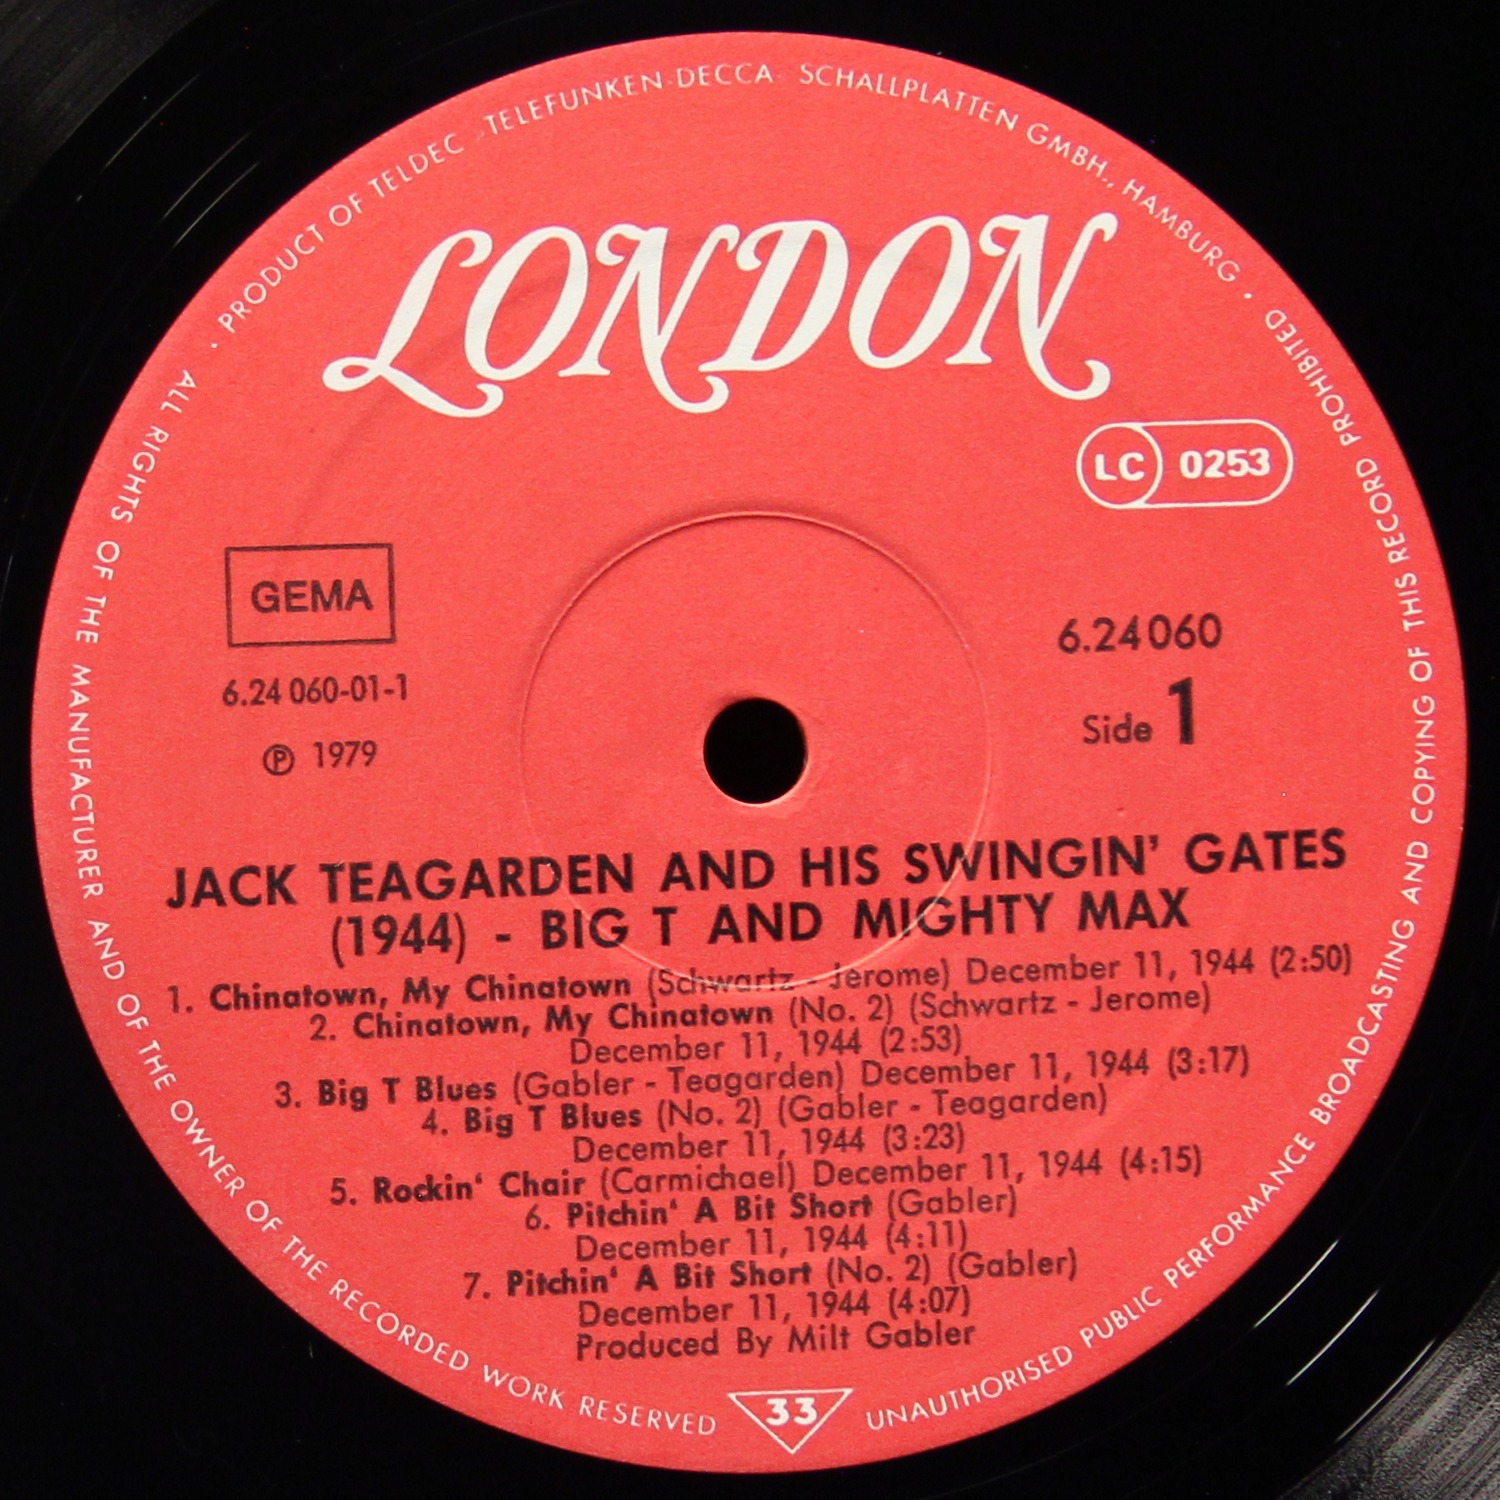 · PRODUCT OF TELDEC »TELEFUNKEN-DECCA« SCHALLPLATTEN GMBH., HAMBURG ·
LONDON
LC 0253
GEMA
6.24060
6.24 060-01-1
Side 1
℗ 1979
JACK TEAGARDEN AND HIS SWINGIN’ GATES
(1944) - BIG T AND MIGHTY MAX
1. Chinatown, My Chinatown (Schwartz - Jerome) December 11, 1944 (2:50)
2. Chinatown, My Chinatown (No. 2) (Schwartz - Jerome)
December 11, 1944 (2:53)
3. Big T Blues (Gabler - Teagarden) December 11, 1944 (3:17)
4. Big T Blues (No. 2) (Gabler - Teagarden)
December 11, 1944 (3:23)
5. Rockin‘ Chair (Carmichael) December 11, 1944 (4:15)
6. Pitchin‘ A Bit Short (Gabler)
December 11, 1944 (4:11)
7. Pitchin‘ A Bit Short (No. 2) (Gabler)
December 11, 1944 (4:07)
Produced By Milt Gabler
33
ALL RIGHTS OF THE MANUFACTURER AND OF THE OWNER OF THE RECORDED WORK RESERVED
UNAUTHORISED PUBLIC PERFORMANCE BROADCASTING AND COPYING OF THIS RECORD PROHIBITED